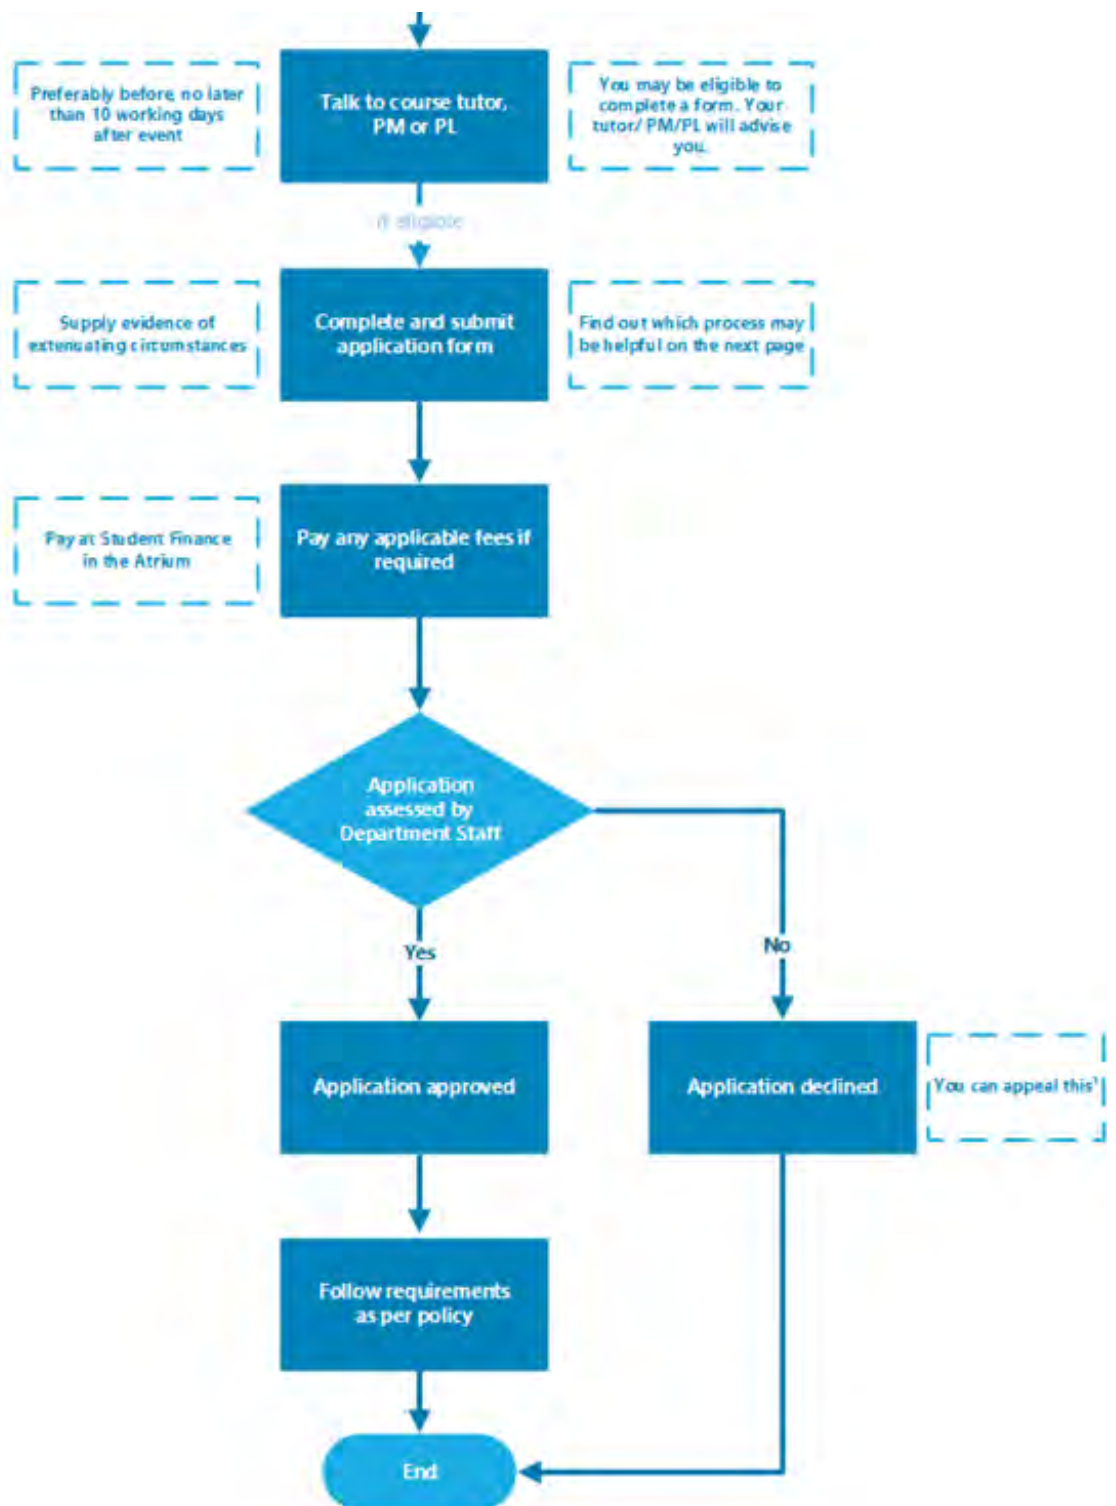 Preferably before, no later
than 10 working days
after event
Talk to course tutor,
PM or PL
You may be eligible to
complete a form. Your
tutor/ PM/PL will advise
you.
if eligible
Supply evidence of
extenuating circumstances
Complete and submit
application form
Find out which process may
be helpful on the next page
Pay at Student Finance
in the Atrium
Pay any applicable fees if
required
Application
assessed by
Department Staff
Yes
No
Application approved
Application declined
You can appeal this¹
Follow requirements
as per policy
End